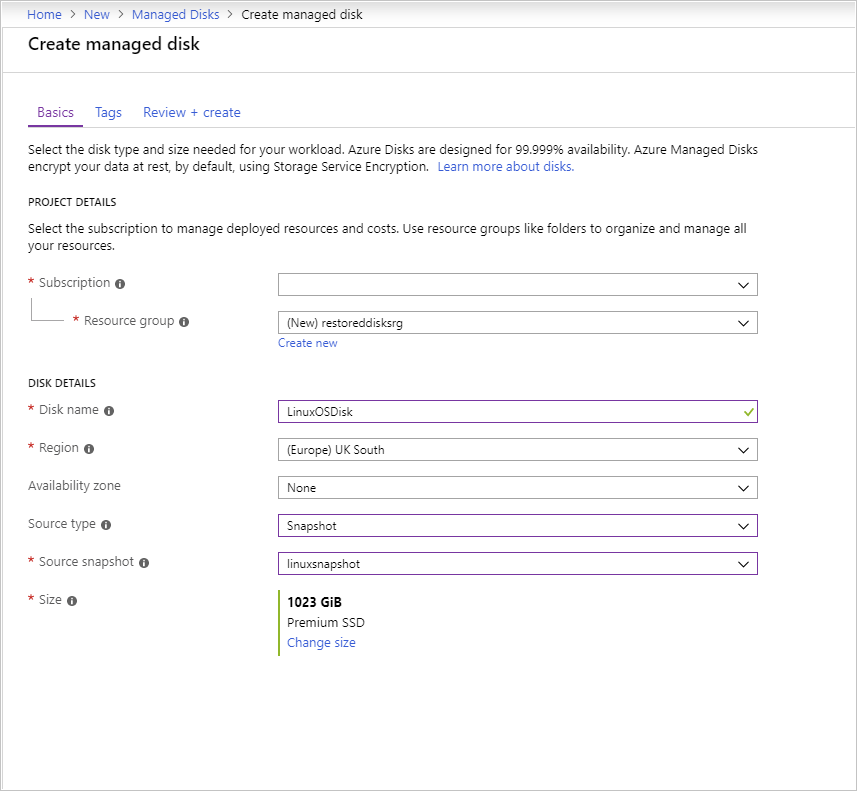 Home > New > Managed Disks > Create managed disk
Create managed disk
Basics Tags Review + create
Select the disk type and size needed for your workload. Azure Disks are designed for 99.999% availability. Azure Managed Disks
encrypt your data at rest, by default, using Storage Service Encryption. Learn more about disks.
PROJECT DETAILS
Select the subscription to manage deployed resources and costs. Use resource groups like folders to organize and manage all
your resources.
* Subscription
* Resource group (New) restoreddisksrg
Create new
DISK DETAILS
* Disk name LinuxOSDisk
* Region (Europe) UK South
Availability zone None
Source type Snapshot
* Source snapshot linuxsnapshot
* Size 1023 GiB
Premium SSD
Change size